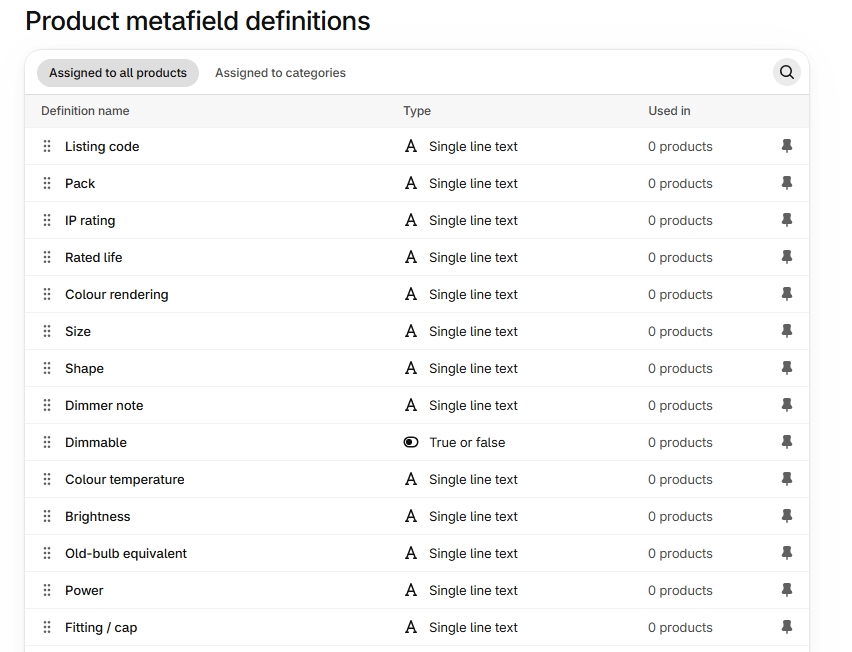 Product metafield definitions
Assigned to all products Assigned to categories
Definition name Type Used in
Listing code Single line text 0 products
Pack Single line text 0 products
IP rating Single line text 0 products
Rated life Single line text 0 products
Colour rendering Single line text 0 products
Size Single line text 0 products
Shape Single line text 0 products
Dimmer note Single line text 0 products
Dimmable True or false 0 products
Colour temperature Single line text 0 products
Brightness Single line text 0 products
Old-bulb equivalent Single line text 0 products
Power Single line text 0 products
Fitting / cap Single line text 0 products